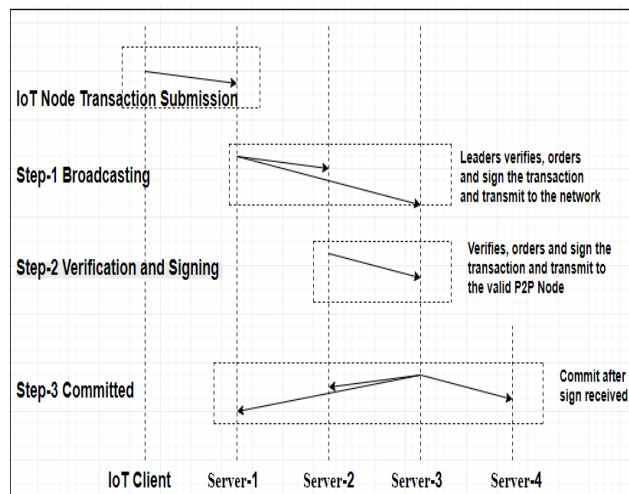 IoT Node Transaction Submission
Step-1 Broadcasting
Leaders verifies, orders
and sign the transaction
and transmit to the network
Step-2 Verification and Signing
Verifies, orders and sign the
transaction and transmit to
the valid P2P Node
Step-3 Committed
Commit after
sign received
IoT Client Server-1 Server-2 Server-3 Server-4